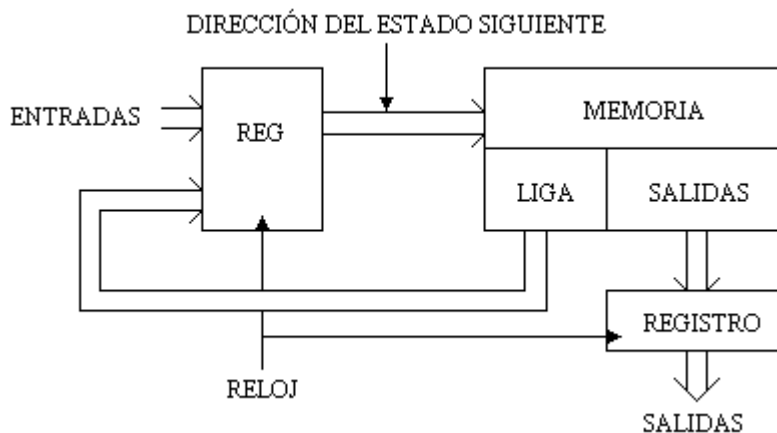 DIRECCIÓN DEL ESTADO SIGUIENTE
ENTRADAS
REG
MEMORIA
LIGA
SALIDAS
REGISTRO
RELOJ
SALIDAS